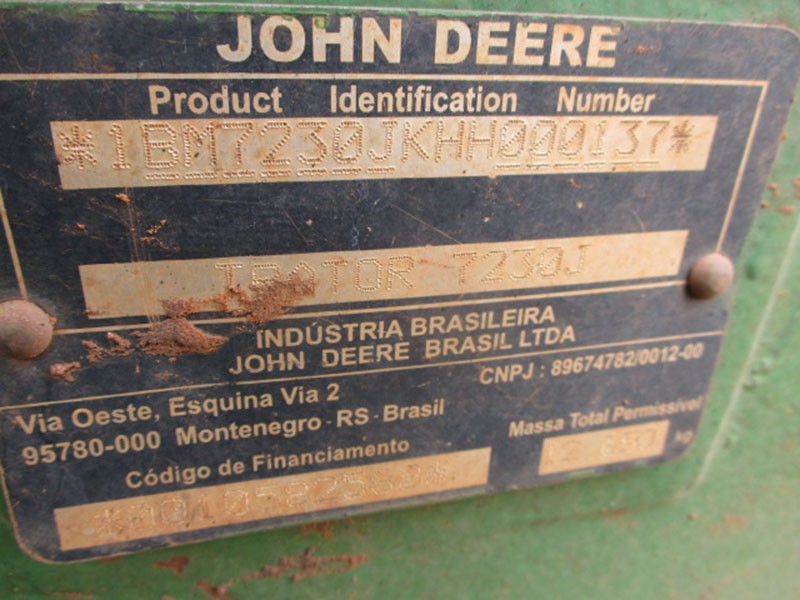 JOHN DEERE
Product Identification Number
*1BM7230JKHH000137*
TRATOR 7230J
INDÚSTRIA BRASILEIRA
JOHN DEERE BRASIL LTDA
CNPJ : 89674782/0012-00
Via Oeste, Esquina Via 2
95780-000 Montenegro - RS - Brasil
Massa Total Permissível
kg
Código de Financiamento